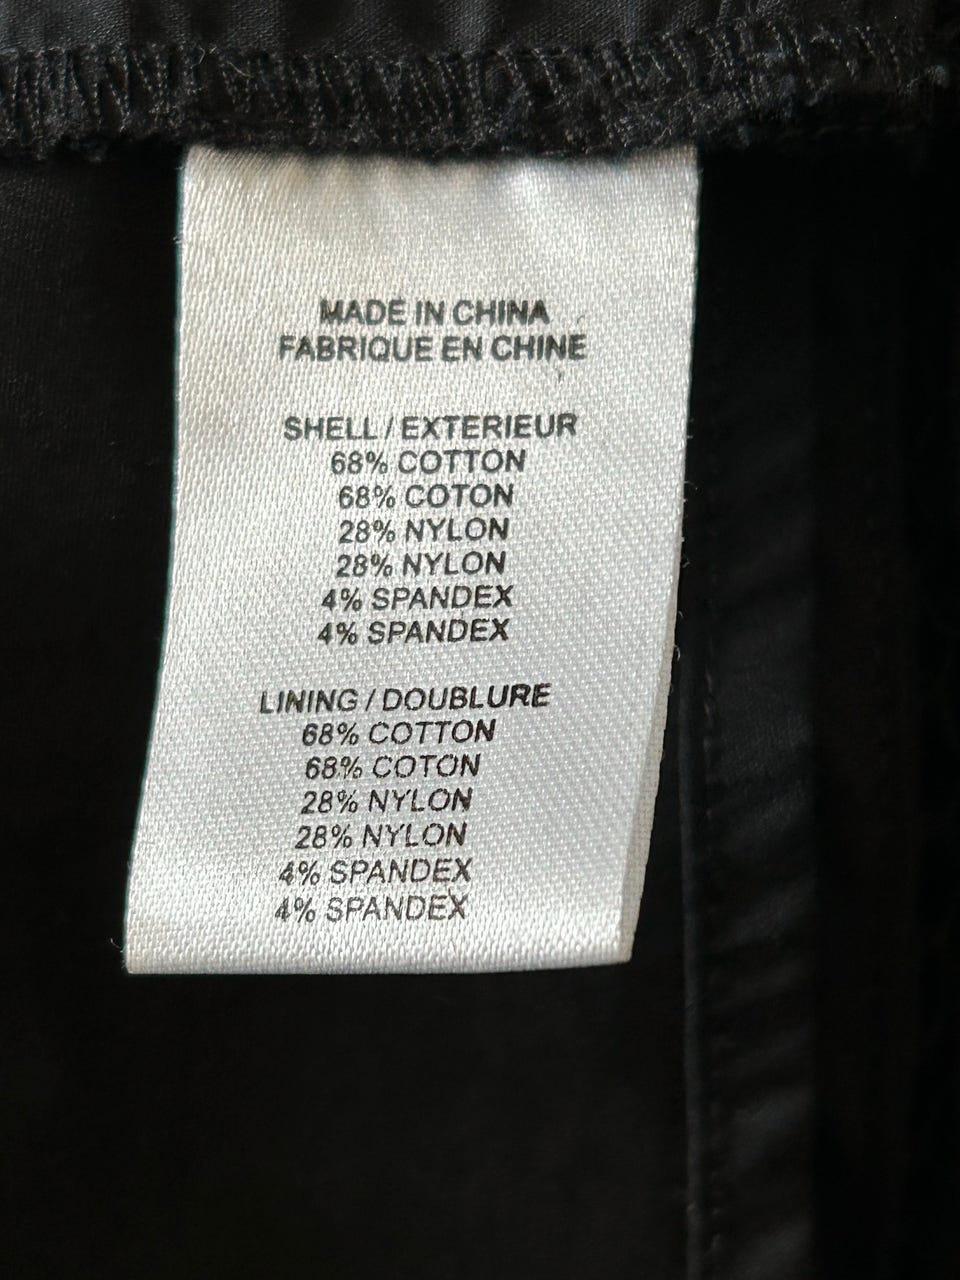 MADE IN CHINA
FABRIQUE EN CHINE
SHELL / EXTERIEUR
68% COTTON
68% COTON
28% NYLON
28% NYLON
4% SPANDEX
4% SPANDEX
LINING / DOUBLURE
68% COTTON
68% COTON
28% NYLON
28% NYLON
4% SPANDEX
4% SPANDEX